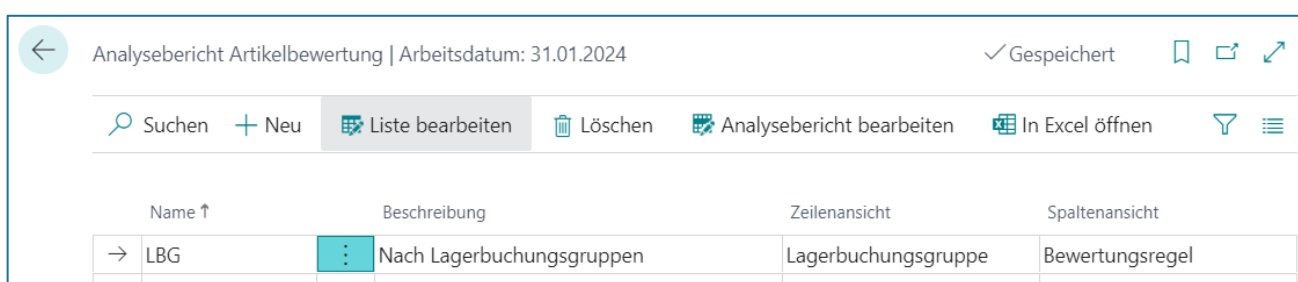 Analysebericht Artikelbewertung | Arbeitsdatum: 31.01.2024 Gespeichert
Suchen Neu Liste bearbeiten Löschen Analysebericht bearbeiten In Excel öffnen
Name ↑ Beschreibung Zeilenansicht Spaltenansicht
LBG Nach Lagerbuchungsgruppen Lagerbuchungsgruppe Bewertungsregel